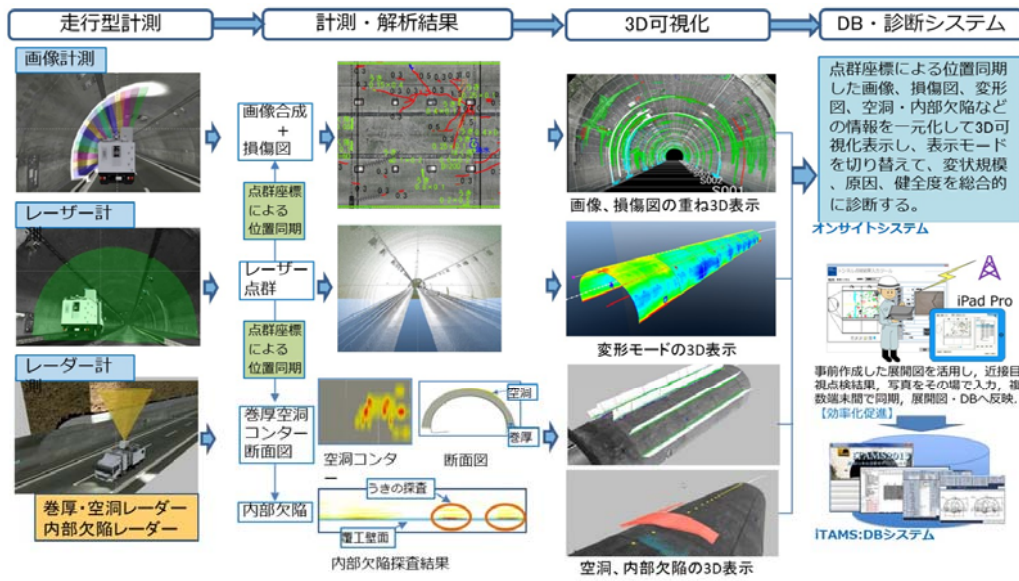 走行型計測
計測・解析結果
3D可視化
DB・診断システム
画像計測
画像合成
+
損傷図
点群座標
による
位置同期
画像、損傷図の重ね3D表示
S001
点群座標による位置同期
した画像、損傷図、変形
図、空洞・内部欠陥など
の情報を一元化して3D可
視化表示し、表示モード
を切り替えて、変状規模
、原因、健全度を総合的
に診断する。
レーザー計
測
レーザー
点群
点群座標
による
位置同期
変形モードの3D表示
オンサイトシステム
iPad Pro
事前作成した展開図を活用し，近接目
視点検結果，写真をその場で入力，複
数端末間で同期，展開図・DBへ反映．
【効率化促進】
レーダー計
測
巻厚・空洞レーダー
内部欠陥レーダー
巻厚空洞
コンター
断面図
空洞コンタ
ー
空洞
巻厚
断面図
内部欠陥
うきの探査
覆工壁面
内部欠陥探査結果
空洞、内部欠陥の3D表示
iTAMS:DBシステム